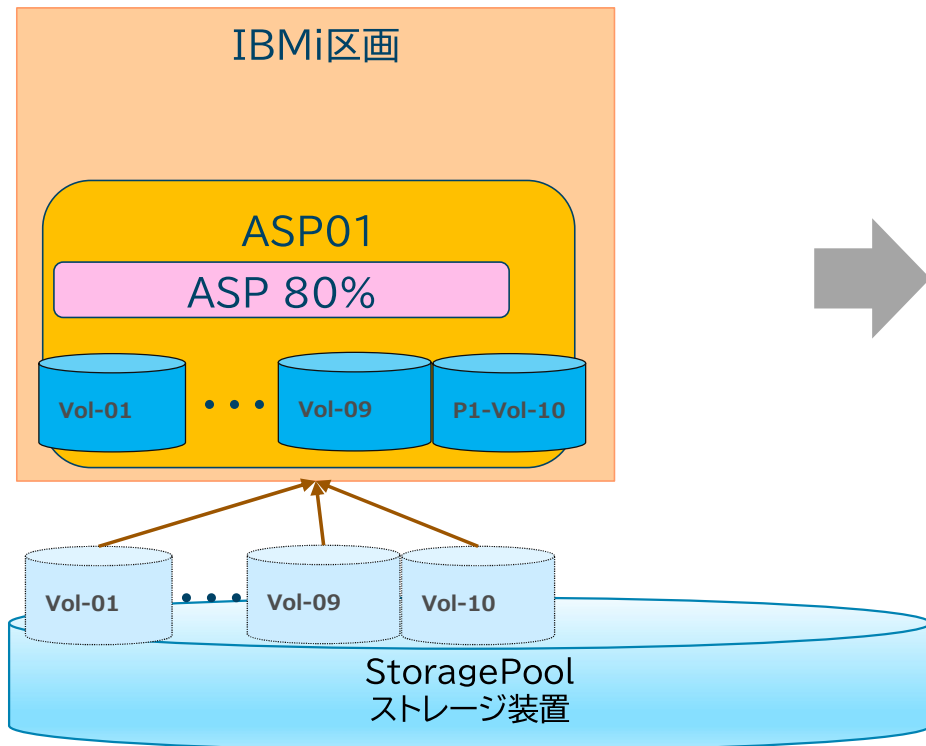 IBMi区画
ASP01
ASP 80%
Vol-01
・・・
Vol-09
P1-Vol-10
Vol-01
・・・
Vol-09
Vol-10
StoragePool
ストレージ装置